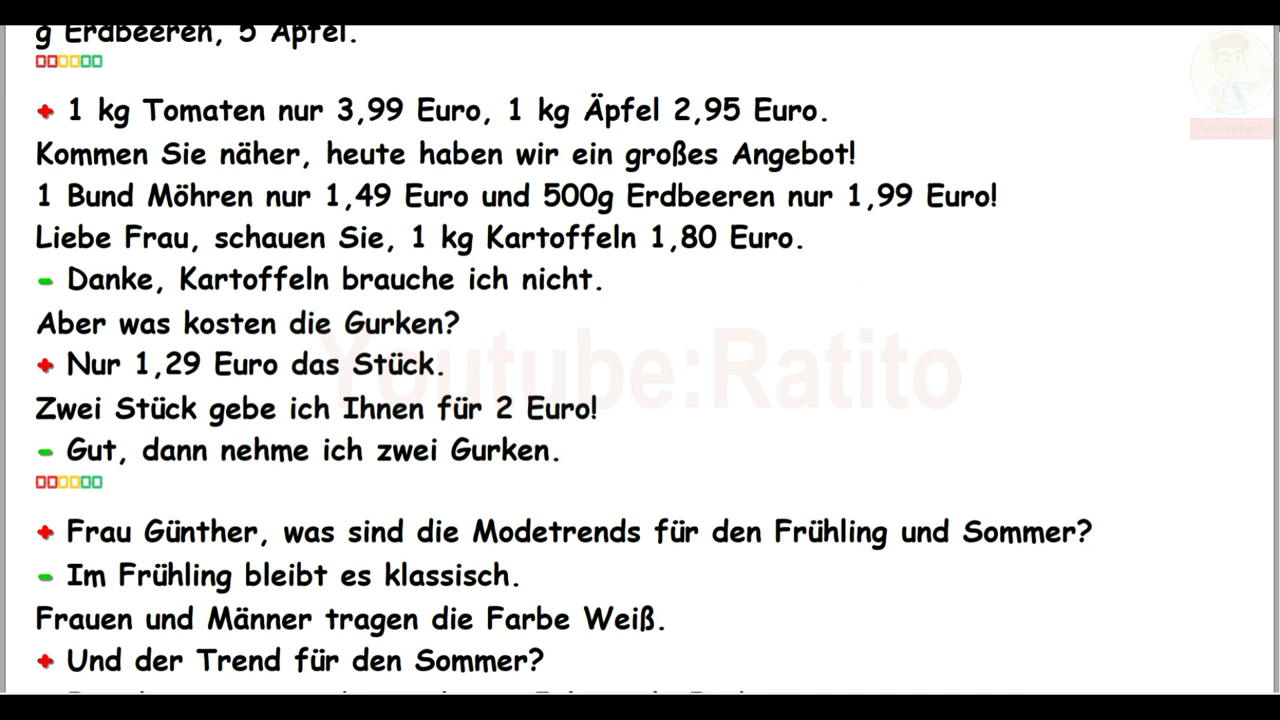 g Erdbeeren, 5 Äpfel.
+ 1 kg Tomaten nur 3,99 Euro, 1 kg Äpfel 2,95 Euro.
Kommen Sie näher, heute haben wir ein großes Angebot!
1 Bund Möhren nur 1,49 Euro und 500g Erdbeeren nur 1,99 Euro!
Liebe Frau, schauen Sie, 1 kg Kartoffeln 1,80 Euro.
- Danke, Kartoffeln brauche ich nicht.
Aber was kosten die Gurken?
+ Nur 1,29 Euro das Stück.
Youtube:Ratito
Zwei Stück gebe ich Ihnen für 2 Euro!
- Gut, dann nehme ich zwei Gurken.
+ Frau Günther, was sind die Modetrends für den Frühling und Sommer?
- Im Frühling bleibt es klassisch.
Frauen und Männer tragen die Farbe Weiß.
+ Und der Trend für den Sommer?